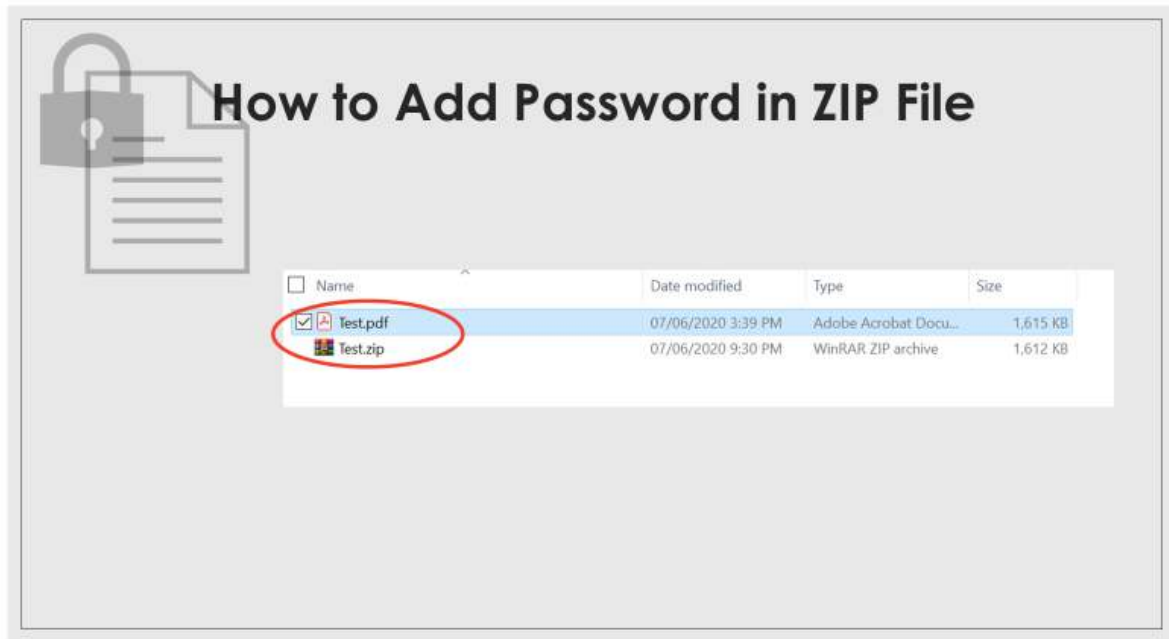 How to Add Password in ZIP File
Name Date modified Type Size
Test.pdf 07/06/2020 3:39 PM Adobe Acrobat Docu... 1,615 KB
Test.zip 07/06/2020 9:30 PM WinRAR ZIP archive 1,612 KB